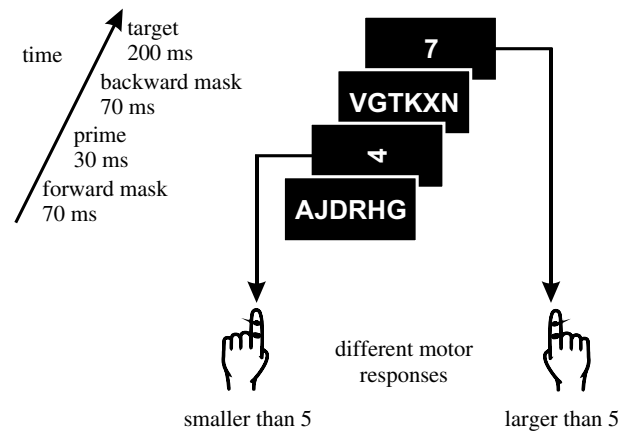 time
target
200 ms
backward mask
70 ms
prime
30 ms
forward mask
70 ms
7
VGTKXN
4
AJDRHG
different motor
responses
smaller than 5
larger than 5